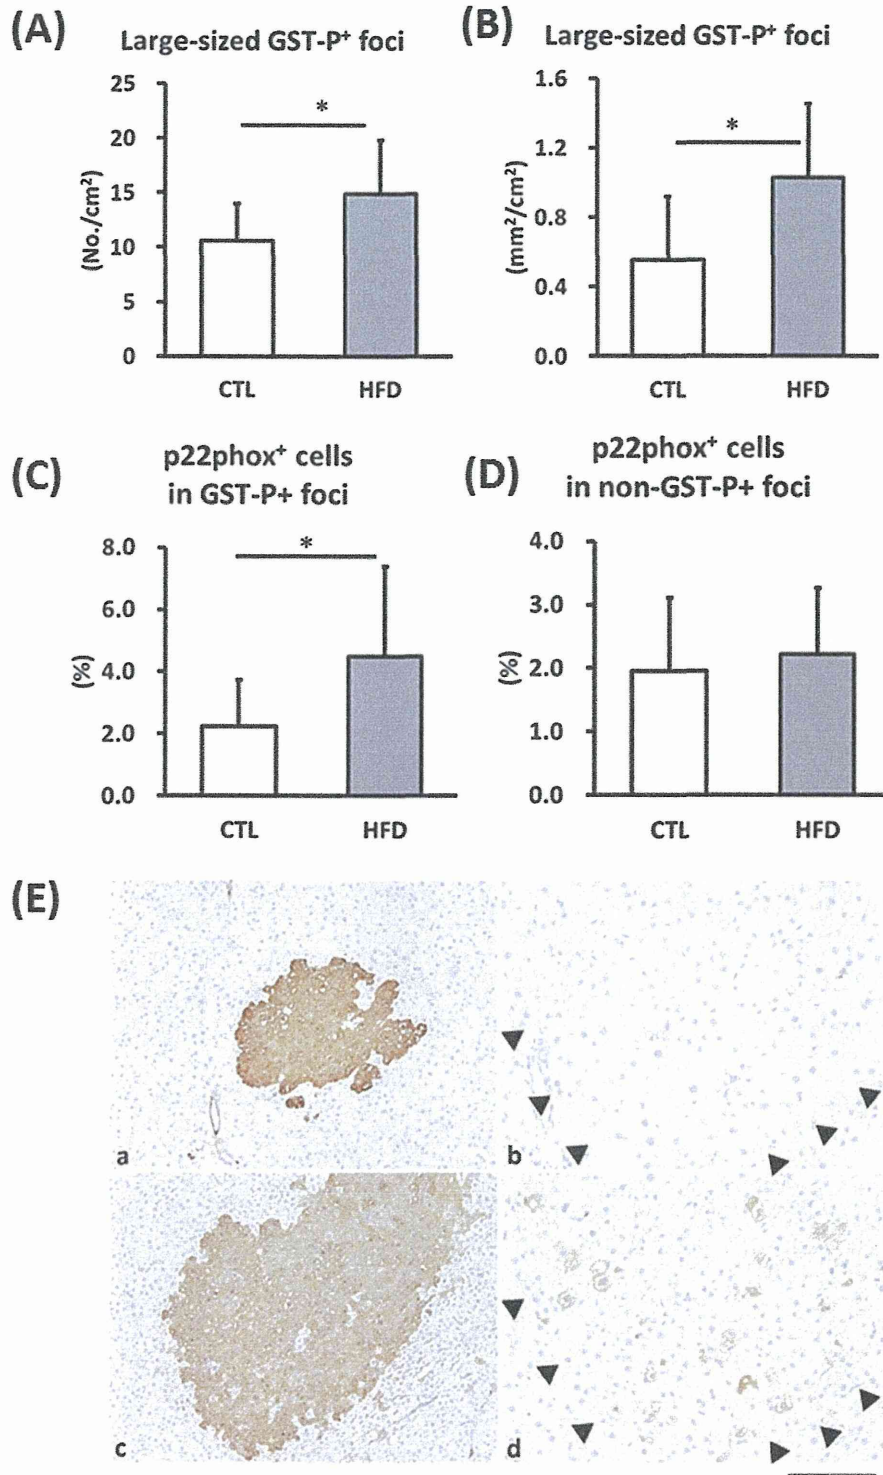 (A)
Large-sized GST-P⁺ foci
25
20
15
10
5
0
(No./cm²)
*
CTL HFD
(B)
Large-sized GST-P⁺ foci
1.6
1.2
0.8
0.4
0.0
(mm²/cm²)
*
CTL HFD
(C)
p22phox⁺ cells
in GST-P+ foci
8.0
6.0
4.0
2.0
0.0
(%)
*
CTL HFD
(D)
p22phox⁺ cells
in non-GST-P+ foci
4.0
3.0
2.0
1.0
0.0
(%)
CTL HFD
(E)
a
b
c
d